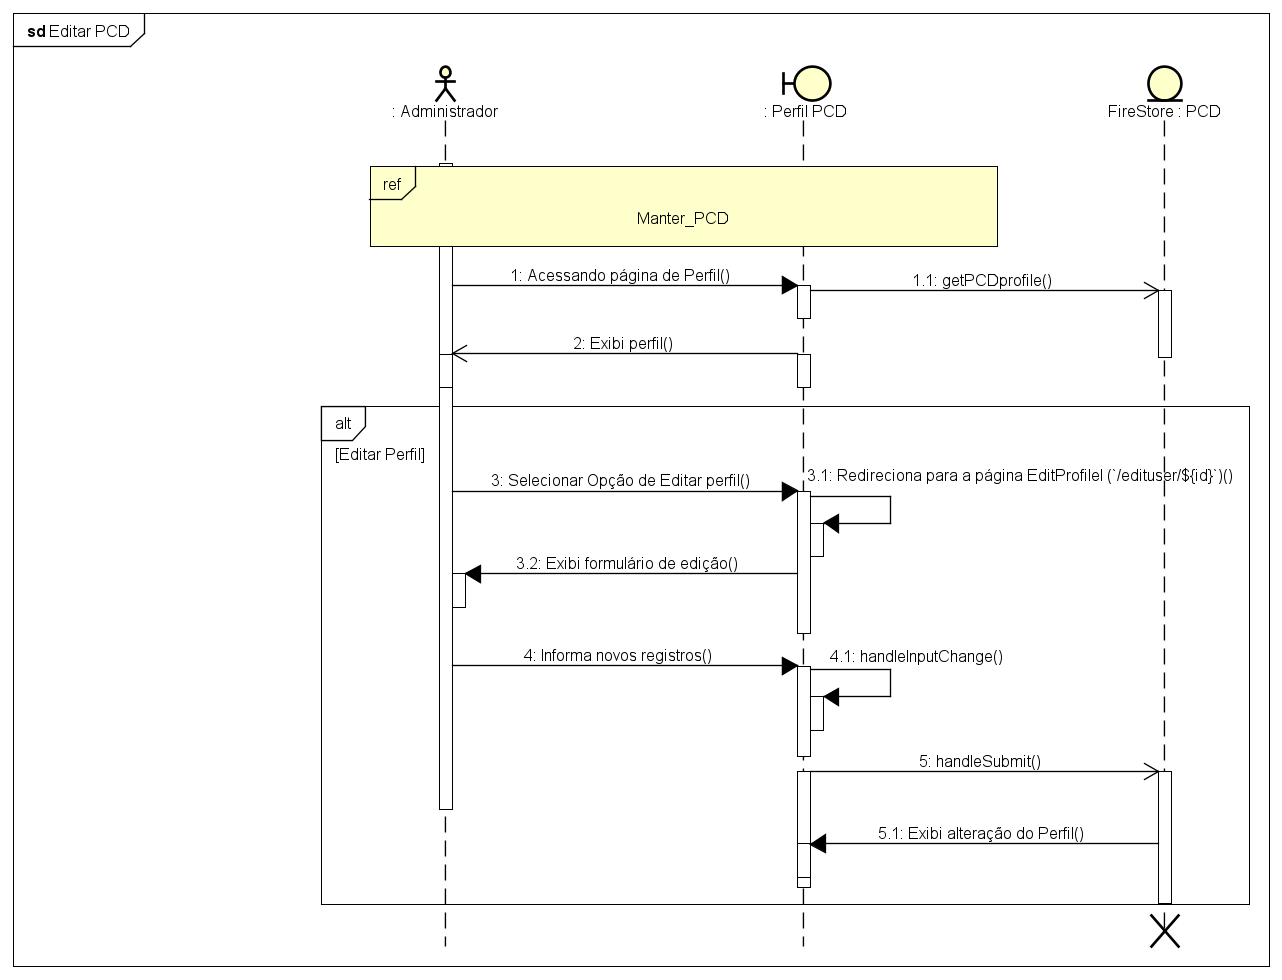 sd Editar PCD
: Administrador
: Perfil PCD
FireStore : PCD
ref
Manter_PCD
1: Acessando página de Perfil()
1.1: getPCDprofile()
2: Exibi perfil()
alt
[Editar Perfil]
3: Selecionar Opção de Editar perfil()
3.1: Redireciona para a página EditProfilel (`/edituser/${id}`)()
3.2: Exibi formulário de edição()
4: Informa novos registros()
4.1: handleInputChange()
5: handleSubmit()
5.1: Exibi alteração do Perfil()